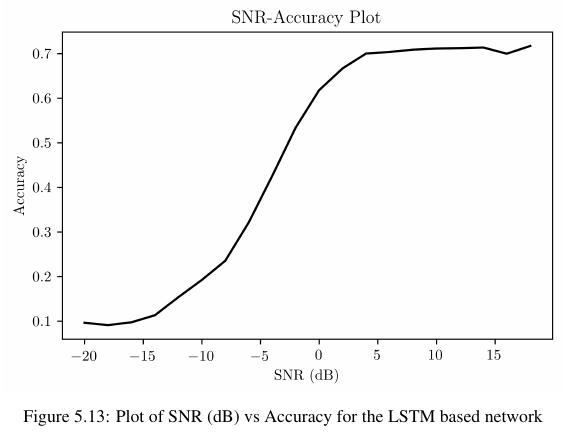 SNR-Accuracy Plot
0.7
0.6
0.5
0.4
0.3
0.2
0.1
Accuracy
−20 −15 −10 −5 0 5 10 15
SNR (dB)
Figure 5.13: Plot of SNR (dB) vs Accuracy for the LSTM based network